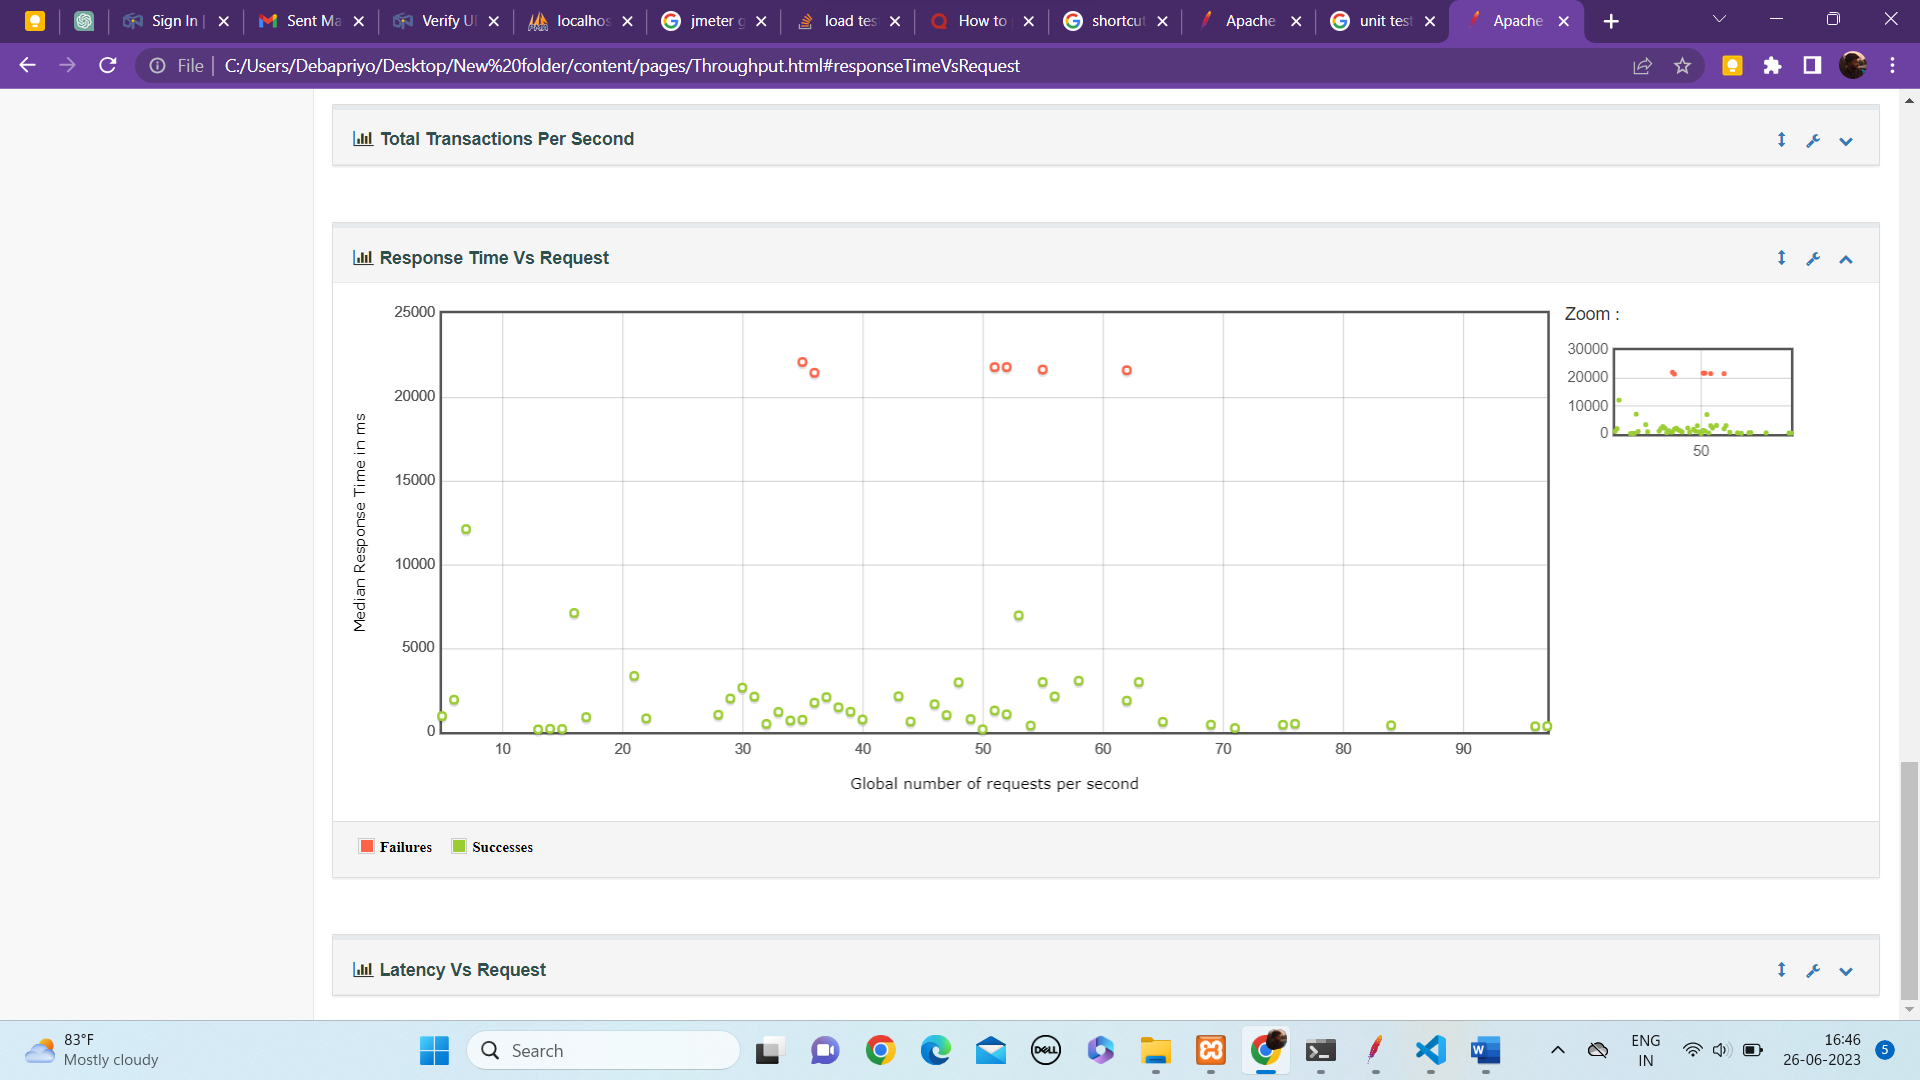 Sign In
Sent Ma
Verify U
localhos
jmeter g
load tes
How to
shortcut
Apache
unit test
Apache
File
C:/Users/Debapriyo/Desktop/New%20folder/content/pages/Throughput.html#responseTimeVsRequest
Total Transactions Per Second
Response Time Vs Request
25000
20000
15000
10000
5000
0
Median Response Time in ms
10 20 30 40 50 60 70 80 90
Global number of requests per second
Zoom :
30000
20000
10000
0
50
Failures Successes
Latency Vs Request
83°F
Mostly cloudy
Search
DELL
W
ENG
IN
16:46
26-06-2023
5